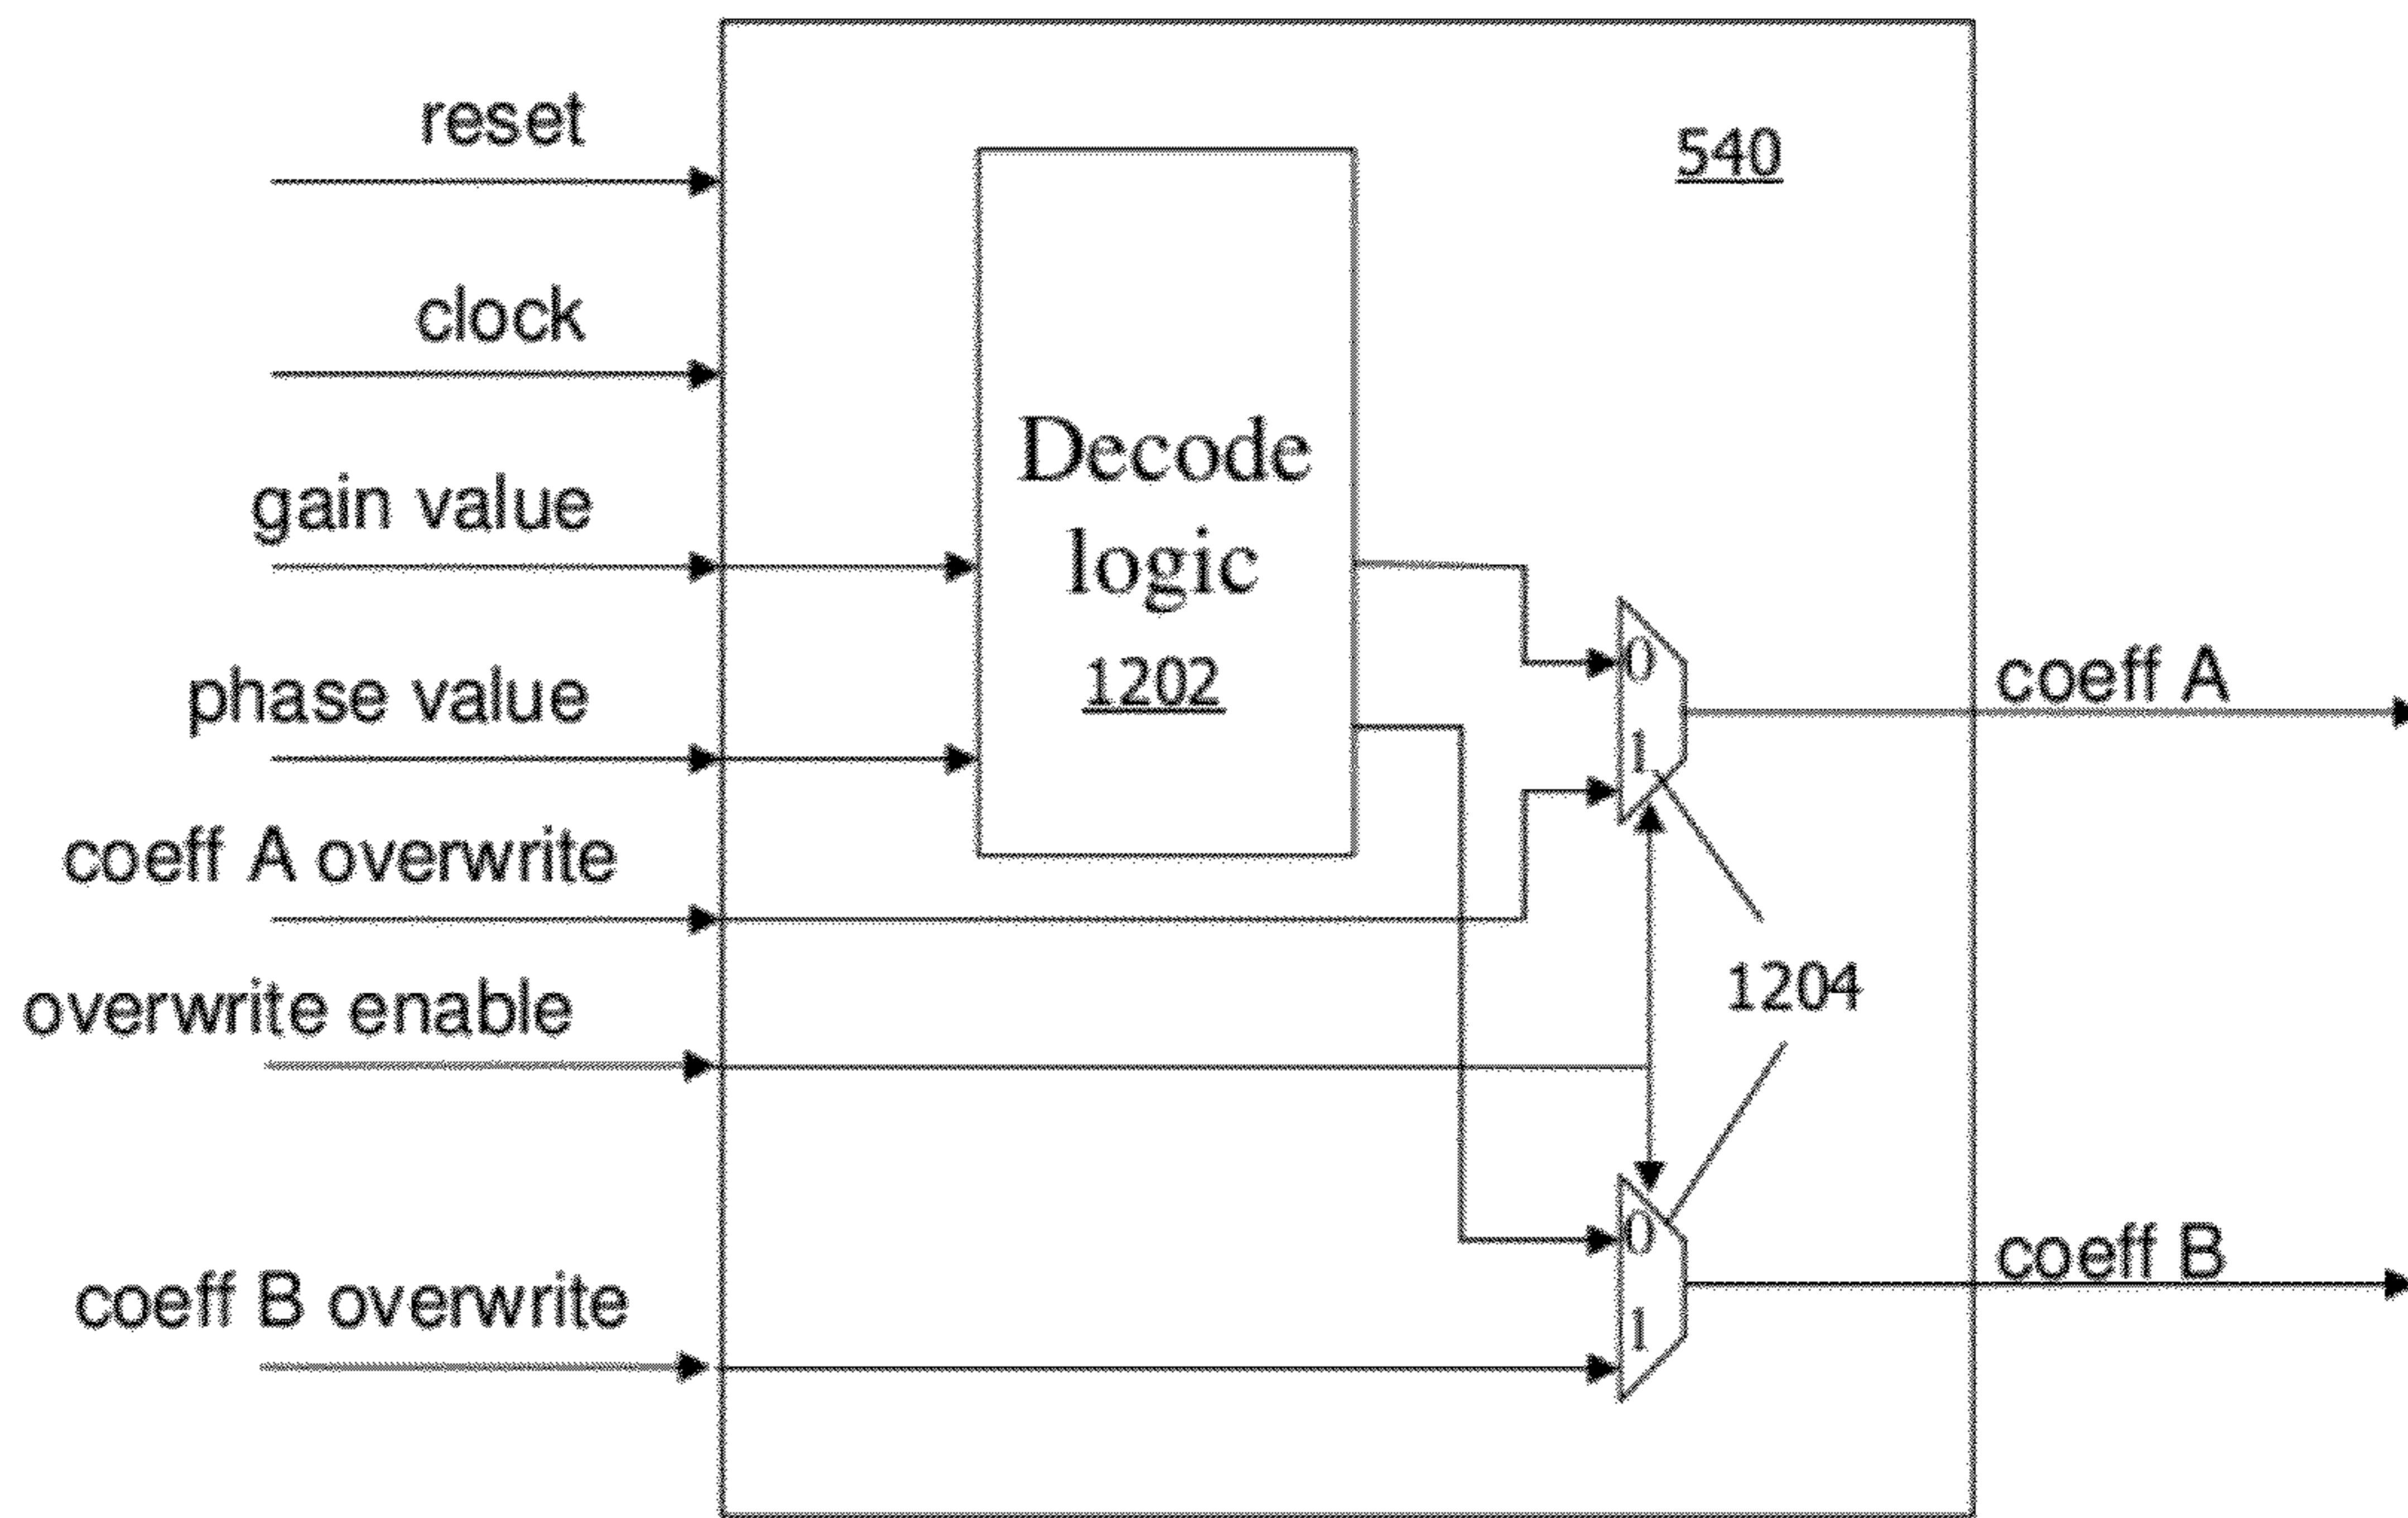 reset
540
clock
gain value
Decode
logic
1202
phase value
0
1
coeff A
coeff A overwrite
overwrite enable
1204
0
1
coeff B
coeff B overwrite